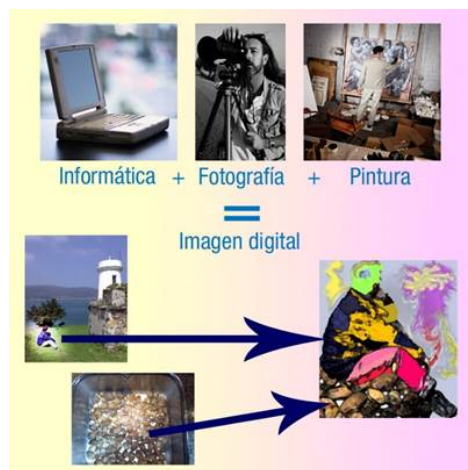 Informática + Fotografía + Pintura
=
Imagen digital